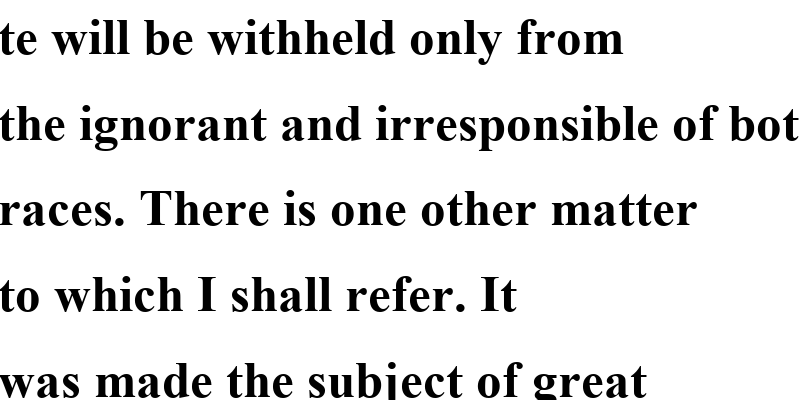 te will be withheld only from
the ignorant and irresponsible of bot
races. There is one other matter
to which I shall refer. It
was made the subject of great